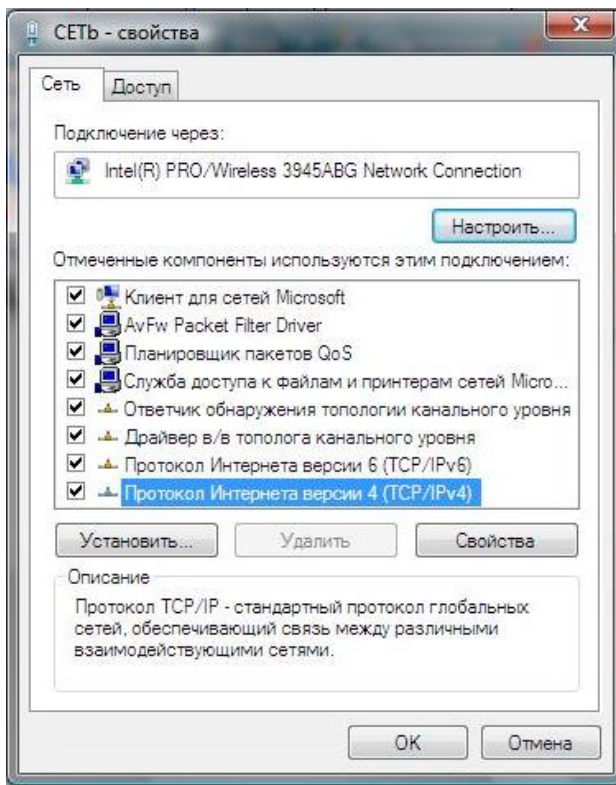 СЕТЬ - свойства
Сеть
Доступ
Подключение через:
Intel(R) PRO/Wireless 3945ABG Network Connection
Настроить...
Отмеченные компоненты используются этим подключением:
Клиент для сетей Microsoft
AvFw Packet Filter Driver
Планировщик пакетов QoS
Служба доступа к файлам и принтерам сетей Micro...
Ответчик обнаружения топологии канального уровня
Драйвер в/в тополога канального уровня
Протокол Интернета версии 6 (TCP/IPv6)
Протокол Интернета версии 4 (TCP/IPv4)
Установить...
Удалить
Свойства
Описание
Протокол TCP/IP - стандартный протокол глобальных
сетей, обеспечивающий связь между различными
взаимодействующими сетями.
OK
Отмена